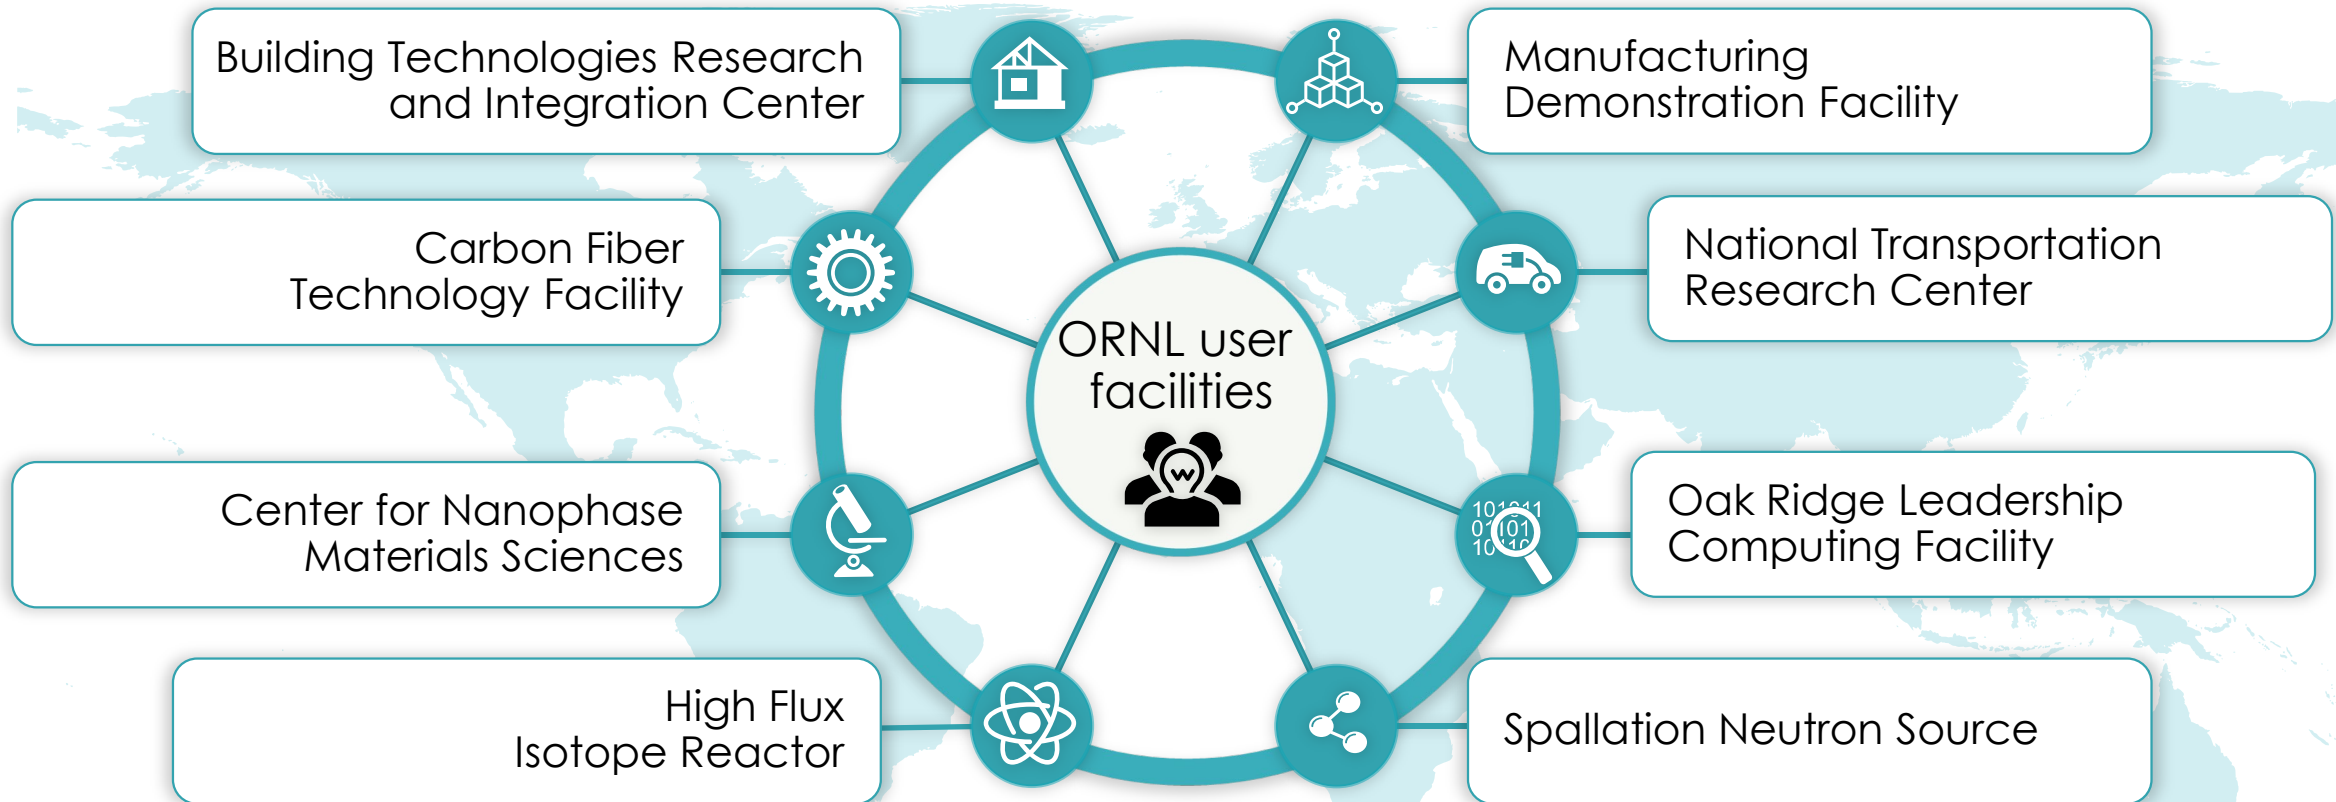 Building Technologies Research
and Integration Center
Carbon Fiber
Technology Facility
Center for Nanophase
Materials Sciences
High Flux
Isotope Reactor
ORNL user
facilities
Manufacturing
Demonstration Facility
National Transportation
Research Center
Oak Ridge Leadership
Computing Facility
Spallation Neutron Source